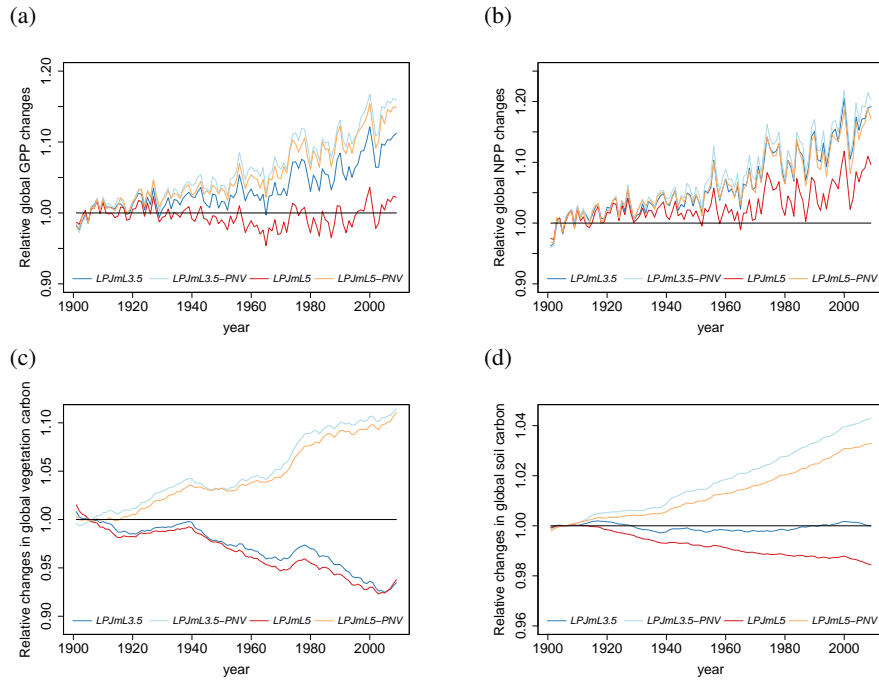 (a)
Relative global GPP changes
1.20
1.10
1.00
0.90
LPJmL3.5 LPJmL3.5−PNV LPJmL5 LPJmL5−PNV
1900 1920 1940 1960 1980 2000
year
(b)
Relative global NPP changes
1.20
1.10
1.00
0.90
LPJmL3.5 LPJmL3.5−PNV LPJmL5 LPJmL5−PNV
1900 1920 1940 1960 1980 2000
year
(c)
Relative changes in global vegetation carbon
1.10
1.05
1.00
0.95
0.90
LPJmL3.5 LPJmL3.5−PNV LPJmL5 LPJmL5−PNV
1900 1920 1940 1960 1980 2000
year
(d)
Relative changes in global soil carbon
1.04
1.02
1.00
0.98
0.96
LPJmL3.5 LPJmL3.5−PNV LPJmL5 LPJmL5−PNV
1900 1920 1940 1960 1980 2000
year